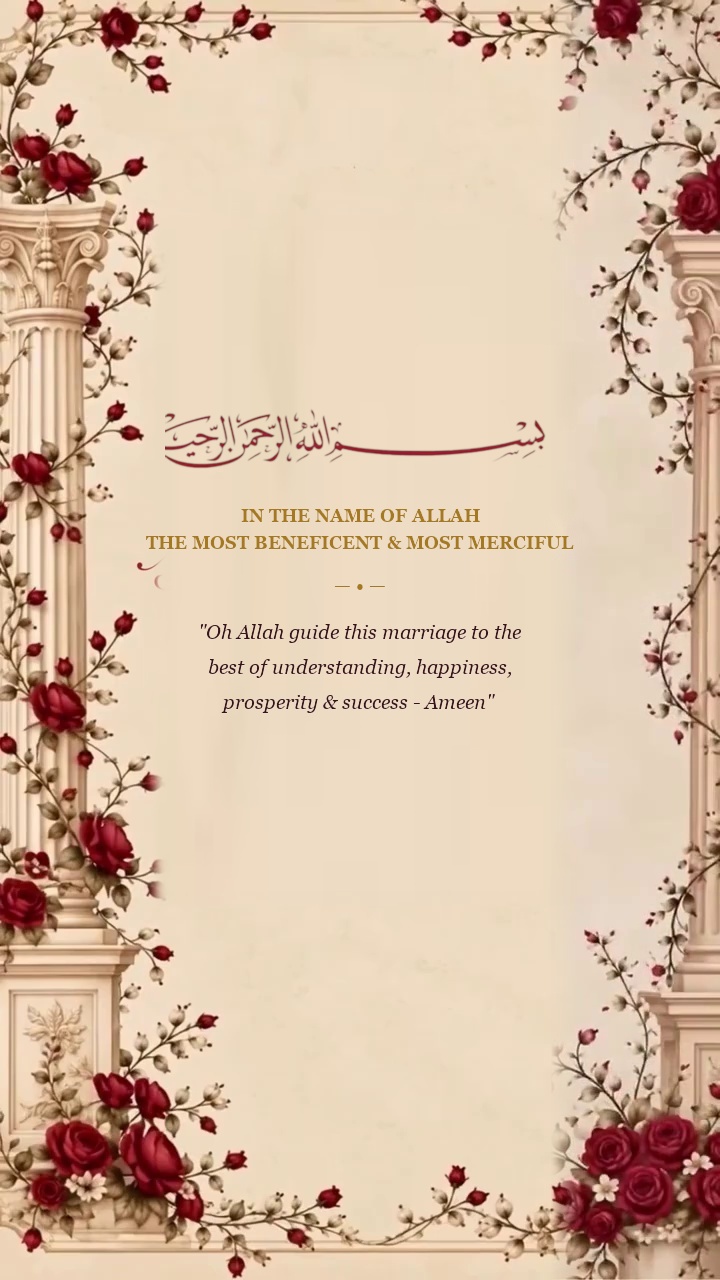 بسم الله الرحمن الرحيـ
IN THE NAME OF ALLAH
THE MOST BENEFICENT & MOST MERCIFUL
"Oh Allah guide this marriage to the
best of understanding, happiness,
prosperity & success - Ameen"